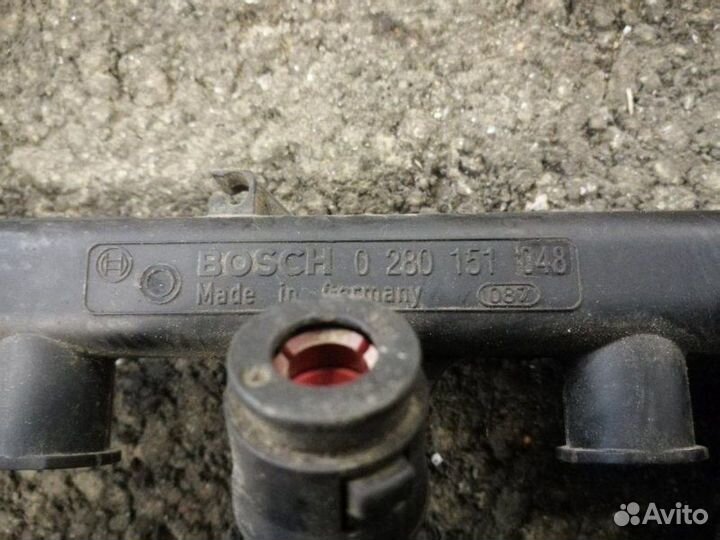 BOSCH 0 280 151 048
Made in Germany 087
Avito